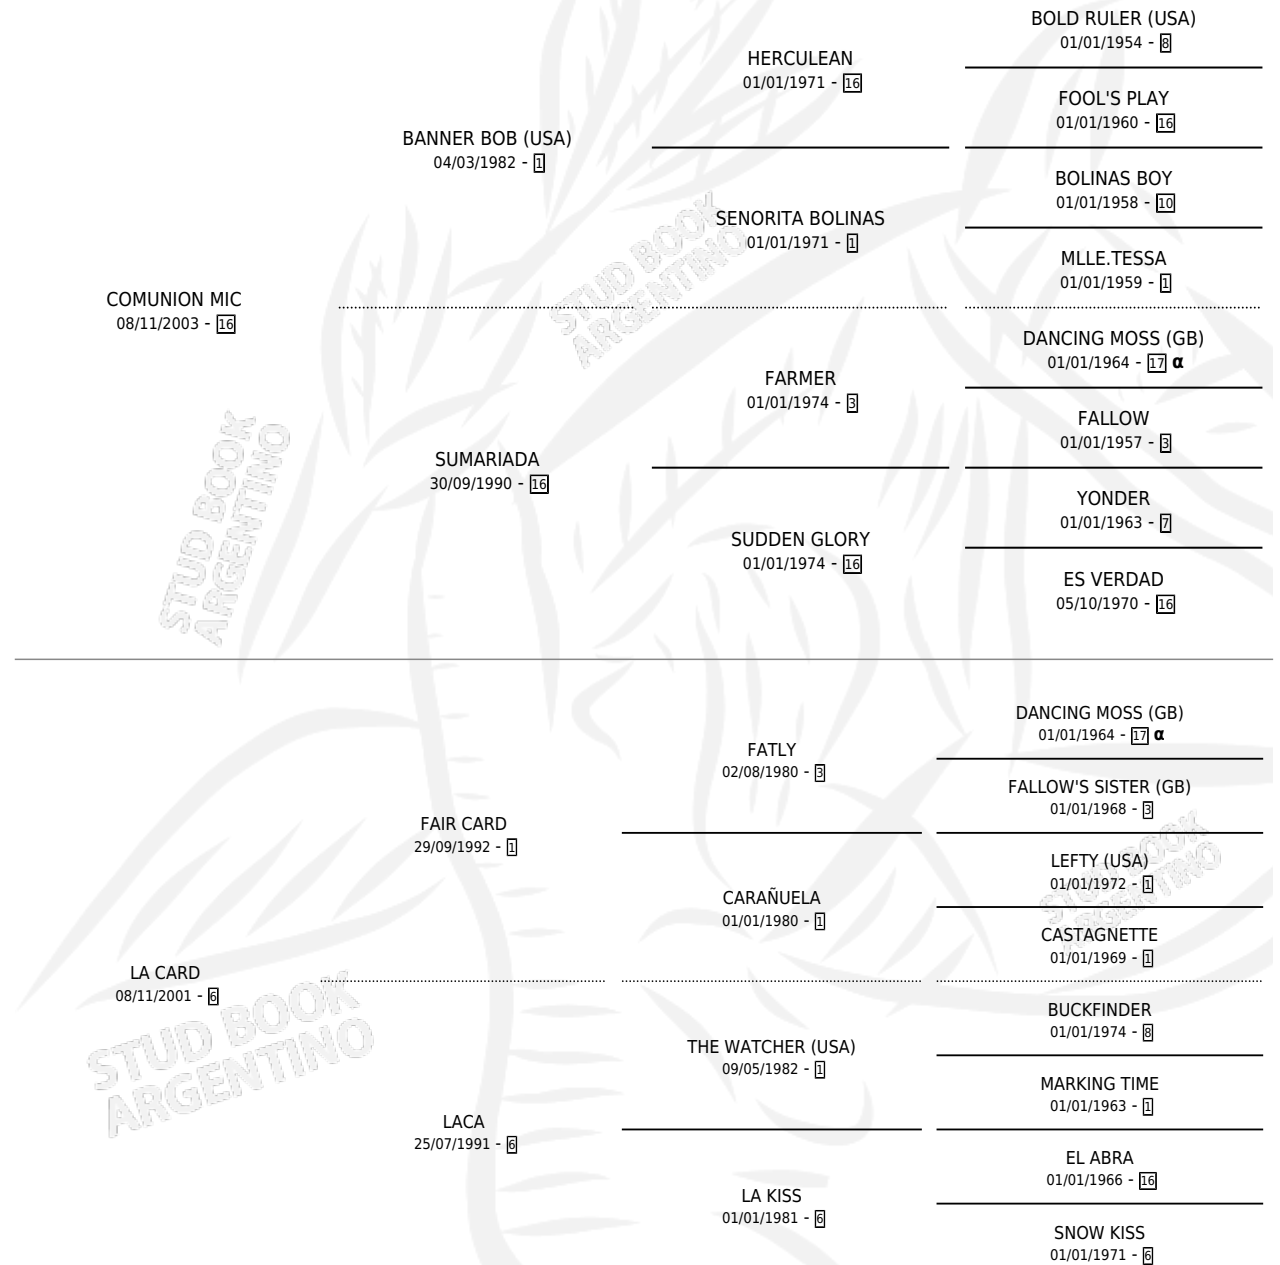 BOLD RULER (USA)
01/01/1954 - 8
HERCULEAN
01/01/1971 - 16
FOOL'S PLAY
01/01/1960 - 16
BANNER BOB (USA)
04/03/1982 - 1
BOLINAS BOY
01/01/1958 - 10
SENORITA BOLINAS
01/01/1971 - 1
MLLE.TESSA
01/01/1959 - 1
COMUNION MIC
08/11/2003 - 16
DANCING MOSS (GB)
01/01/1964 - 17 α
FARMER
01/01/1974 - 3
FALLOW
01/01/1957 - 3
SUMARIADA
30/09/1990 - 16
YONDER
01/01/1963 - 7
SUDDEN GLORY
01/01/1974 - 16
ES VERDAD
05/10/1970 - 16
DANCING MOSS (GB)
01/01/1964 - 17 α
FATLY
02/08/1980 - 3
FALLOW'S SISTER (GB)
01/01/1968 - 3
FAIR CARD
29/09/1992 - 1
LEFTY (USA)
01/01/1972 - 1
CARAÑUELA
01/01/1980 - 1
CASTAGNETTE
01/01/1969 - 1
LA CARD
08/11/2001 - 6
BUCKFINDER
01/01/1974 - 8
THE WATCHER (USA)
09/05/1982 - 1
MARKING TIME
01/01/1963 - 1
LACA
25/07/1991 - 6
EL ABRA
01/01/1966 - 16
LA KISS
01/01/1981 - 6
SNOW KISS
01/01/1971 - 6
STUD BOOK
ARGENTINO
STUD BOOK
ARGENTINO
STUD BOOK
ARGENTINO
STUD BOOK
ARGENTINO